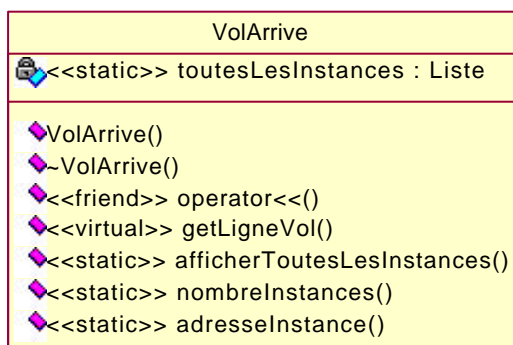 VolArrive
<<static>> toutesLesInstances : Liste
VolArrive()
~VolArrive()
<<friend>> operator<<()
<<virtual>> getLigneVol()
<<static>> afficherToutesLesInstances()
<<static>> nombreInstances()
<<static>> adresseInstance()